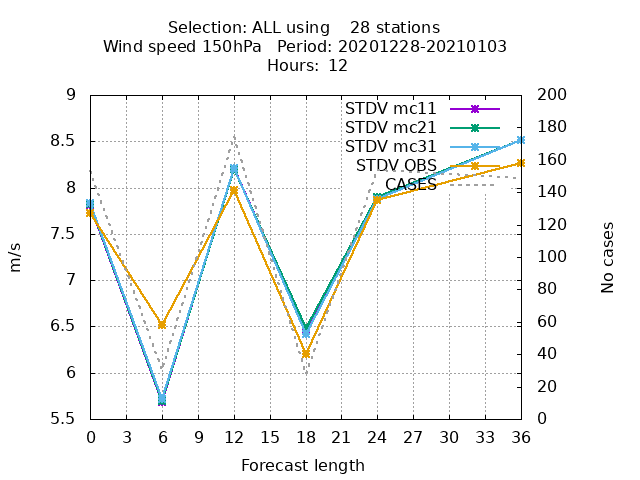 Selection: ALL using    28 stations
Wind speed 150hPa   Period: 20201228-20210103
Hours:  12
9
8.5
8
7.5
7
6.5
6
5.5
m/s
STDV mc11
STDV mc21
STDV mc31
STDV OBS
CASES
200
180
160
140
120
100
80
60
40
20
0
No cases
0 3 6 9 12 15 18 21 24 27 30 33 36
Forecast length